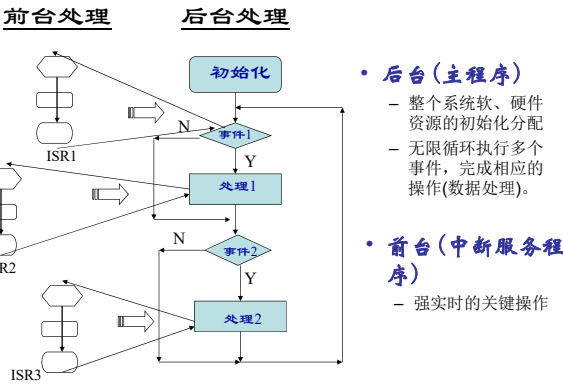 前台处理
后台处理
初始化
事件1
N
Y
ISR1
处理1
N
事件2
Y
R2
处理2
ISR3
• 后台(主程序)
– 整个系统软、硬件
资源的初始化分配
– 无限循环执行多个
事件，完成相应的
操作(数据处理)。
• 前台(中断服务程
序)
– 强实时的关键操作